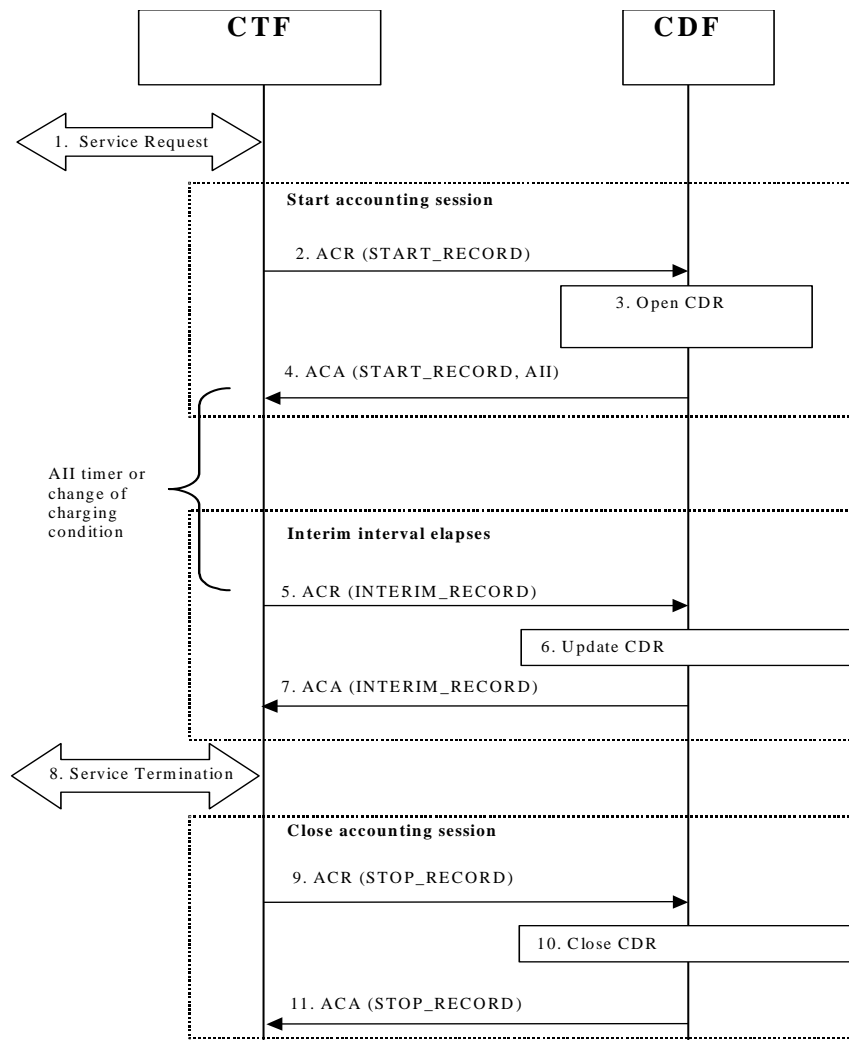 CTF
CDF
1. Service Request
Start accounting session
2. ACR (START_RECORD)
3. Open CDR
4. ACA (START_RECORD, AII)
AII timer or
change of
charging
condition
Interim interval elapses
5. ACR (INTERIM_RECORD)
6. Update CDR
7. ACA (INTERIM_RECORD)
8. Service Termination
Close accounting session
9. ACR (STOP_RECORD)
10. Close CDR
11. ACA (STOP_RECORD)